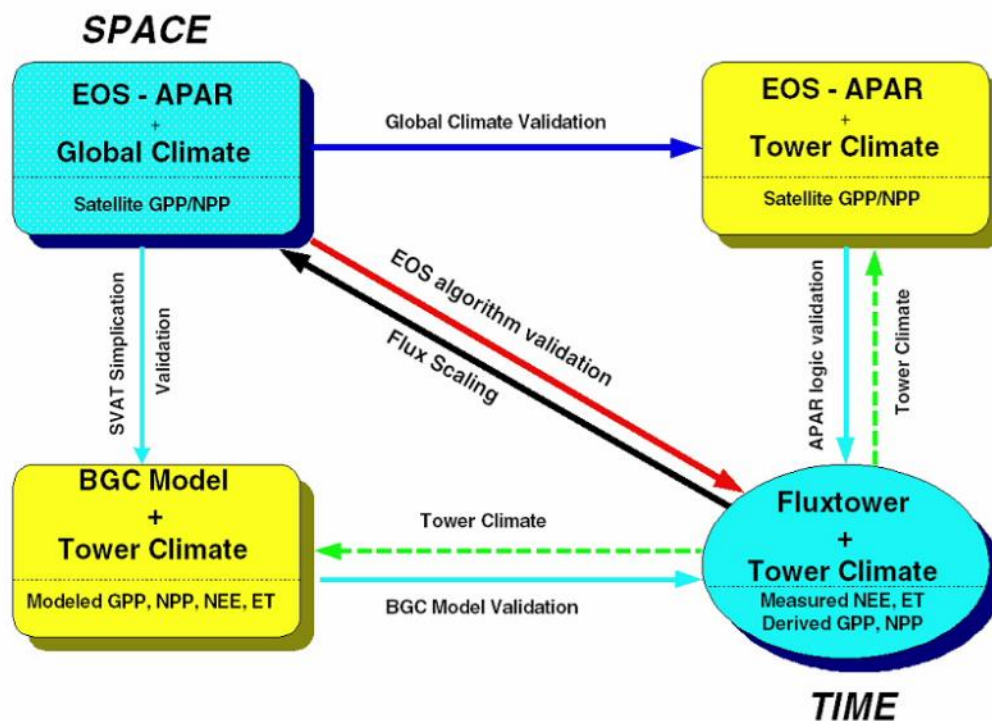 SPACE
EOS - APAR
+
Global Climate
Satellite GPP/NPP
Global Climate Validation
EOS - APAR
+
Tower Climate
Satellite GPP/NPP
SVAT Simplication
Validation
EOS algorithm validation
Flux Scaling
APAR logic validation
Tower Climate
BGC Model
+
Tower Climate
Modeled GPP, NPP, NEE, ET
Tower Climate
BGC Model Validation
Fluxtower
+
Tower Climate
Measured NEE, ET
Derived GPP, NPP
TIME